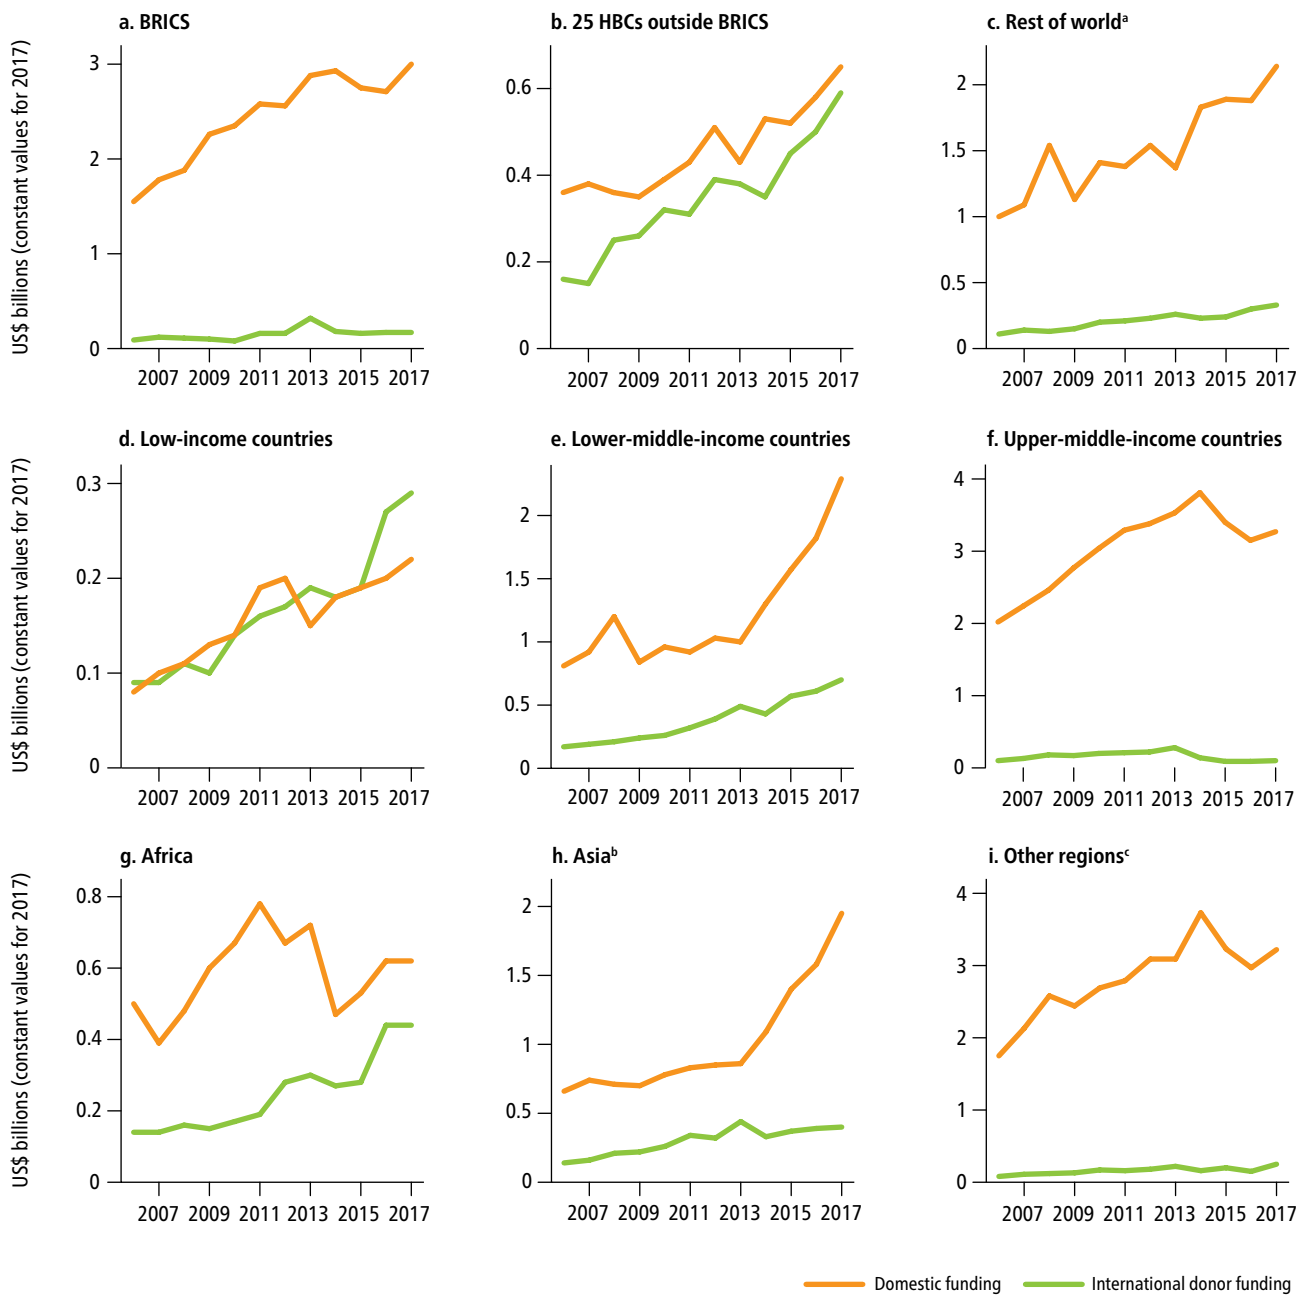 a. BRICS
b. 25 HBCs outside BRICS
c. Rest of worldᵃ
US$ billions (constant values for 2017)
3
2
1
0
2007 2009 2011 2013 2015 2017
0.6
0.4
0.2
0
2007 2009 2011 2013 2015 2017
2
1.5
1
0.5
0
2007 2009 2011 2013 2015 2017
d. Low-income countries
e. Lower-middle-income countries
f. Upper-middle-income countries
US$ billions (constant values for 2017)
0.3
0.2
0.1
0
2007 2009 2011 2013 2015 2017
2
1.5
1
0.5
0
2007 2009 2011 2013 2015 2017
4
3
2
1
0
2007 2009 2011 2013 2015 2017
g. Africa
h. Asiaᵇ
i. Other regionsᶜ
US$ billions (constant values for 2017)
0.8
0.6
0.4
0.2
0
2007 2009 2011 2013 2015 2017
2
1.5
1
0.5
0
2007 2009 2011 2013 2015 2017
4
3
2
1
0
2007 2009 2011 2013 2015 2017
Domestic funding
International donor funding